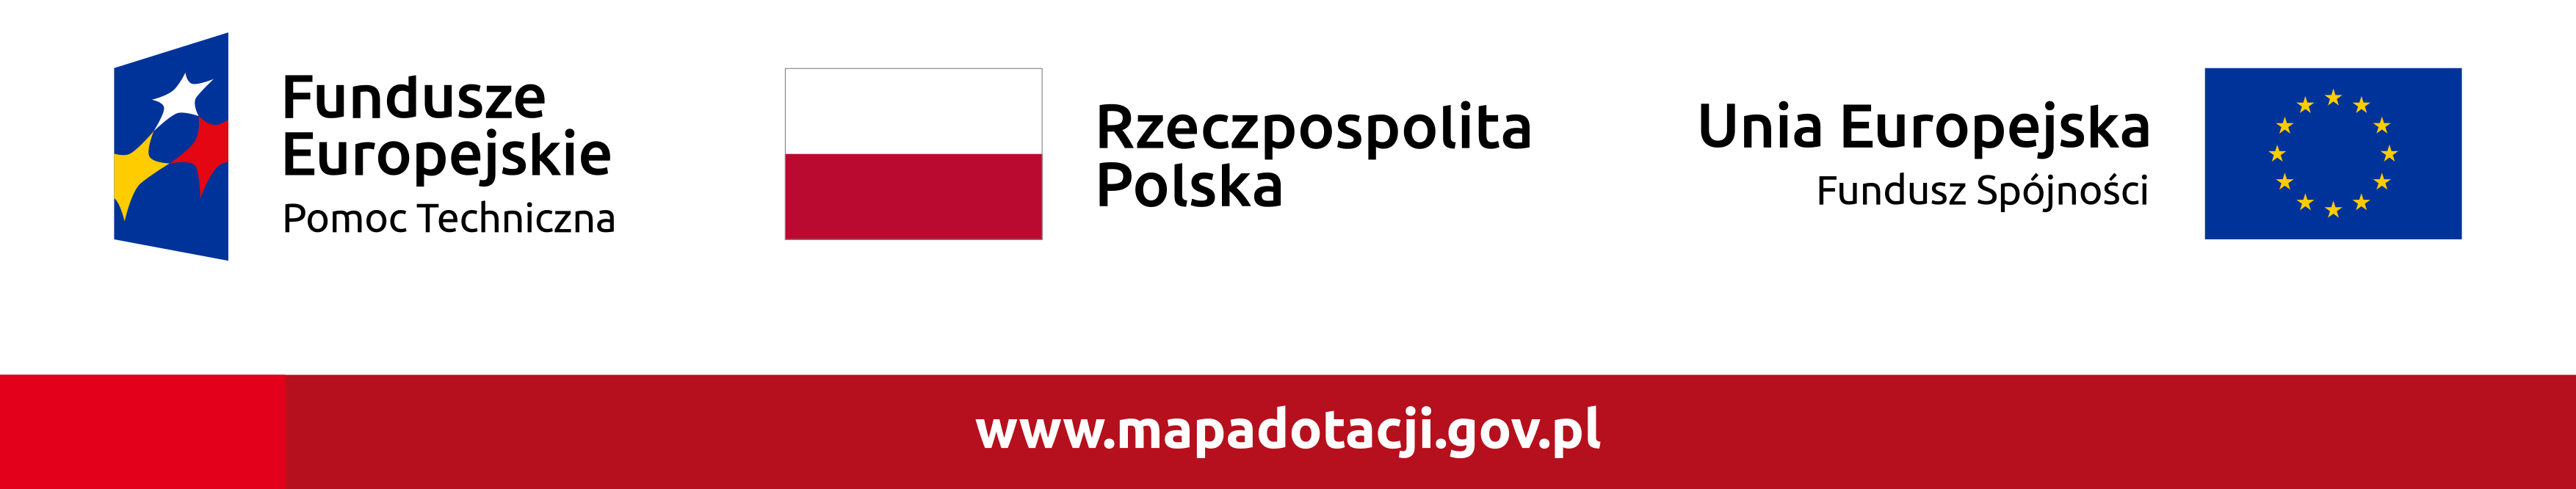 Fundusze
Europejskie
Pomoc Techniczna
Rzeczpospolita
Polska
Unia Europejska
Fundusz Spójności
www.mapadotacji.gov.pl